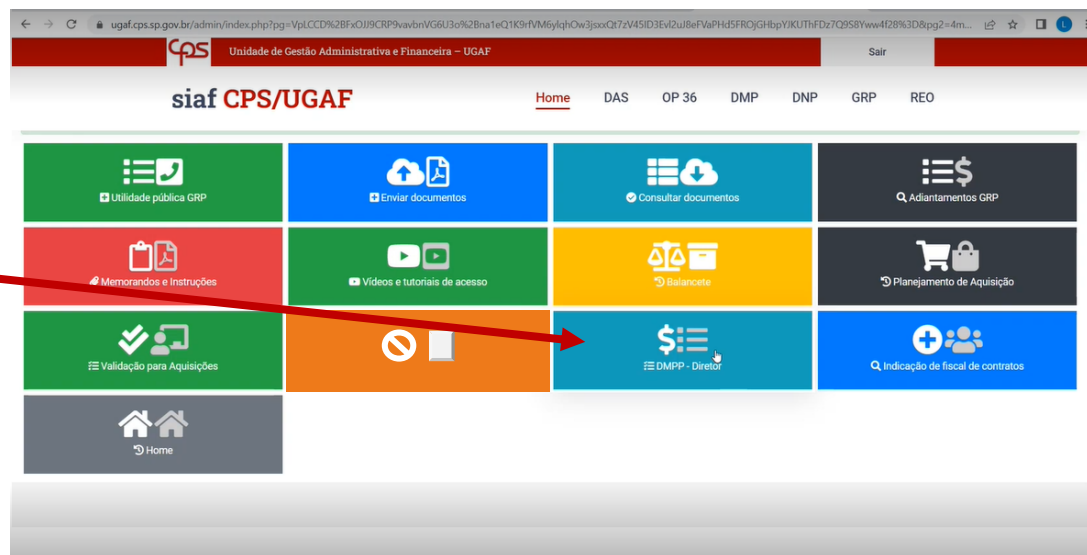 ugaf.cps.sp.gov.br/admin/index.php?pg=VpLCCD%2BFxOJJ9CRP9vavbnVG6U3o%2Bna1eQ1K9rfVM6ylqhOw3jsxxQt7zV45ID3Evl2uJ8eFVaPHd5FROjGHbpYJKUThFDz7Q9S8Yww4f28%3D&pg2=4m...
cps Unidade de Gestão Administrativa e Financeira – UGAF Sair
siaf CPS/UGAF Home DAS OP 36 DMP DNP GRP REO
Utilidade pública GRP Enviar documentos Consultar documentos Adiantamentos GRP
Memorandos e Instruções Vídeos e tutoriais de acesso Balancete Planejamento de Aquisição
Validação para Aquisições DMPP - Diretor Indicação de fiscal de contratos
Home